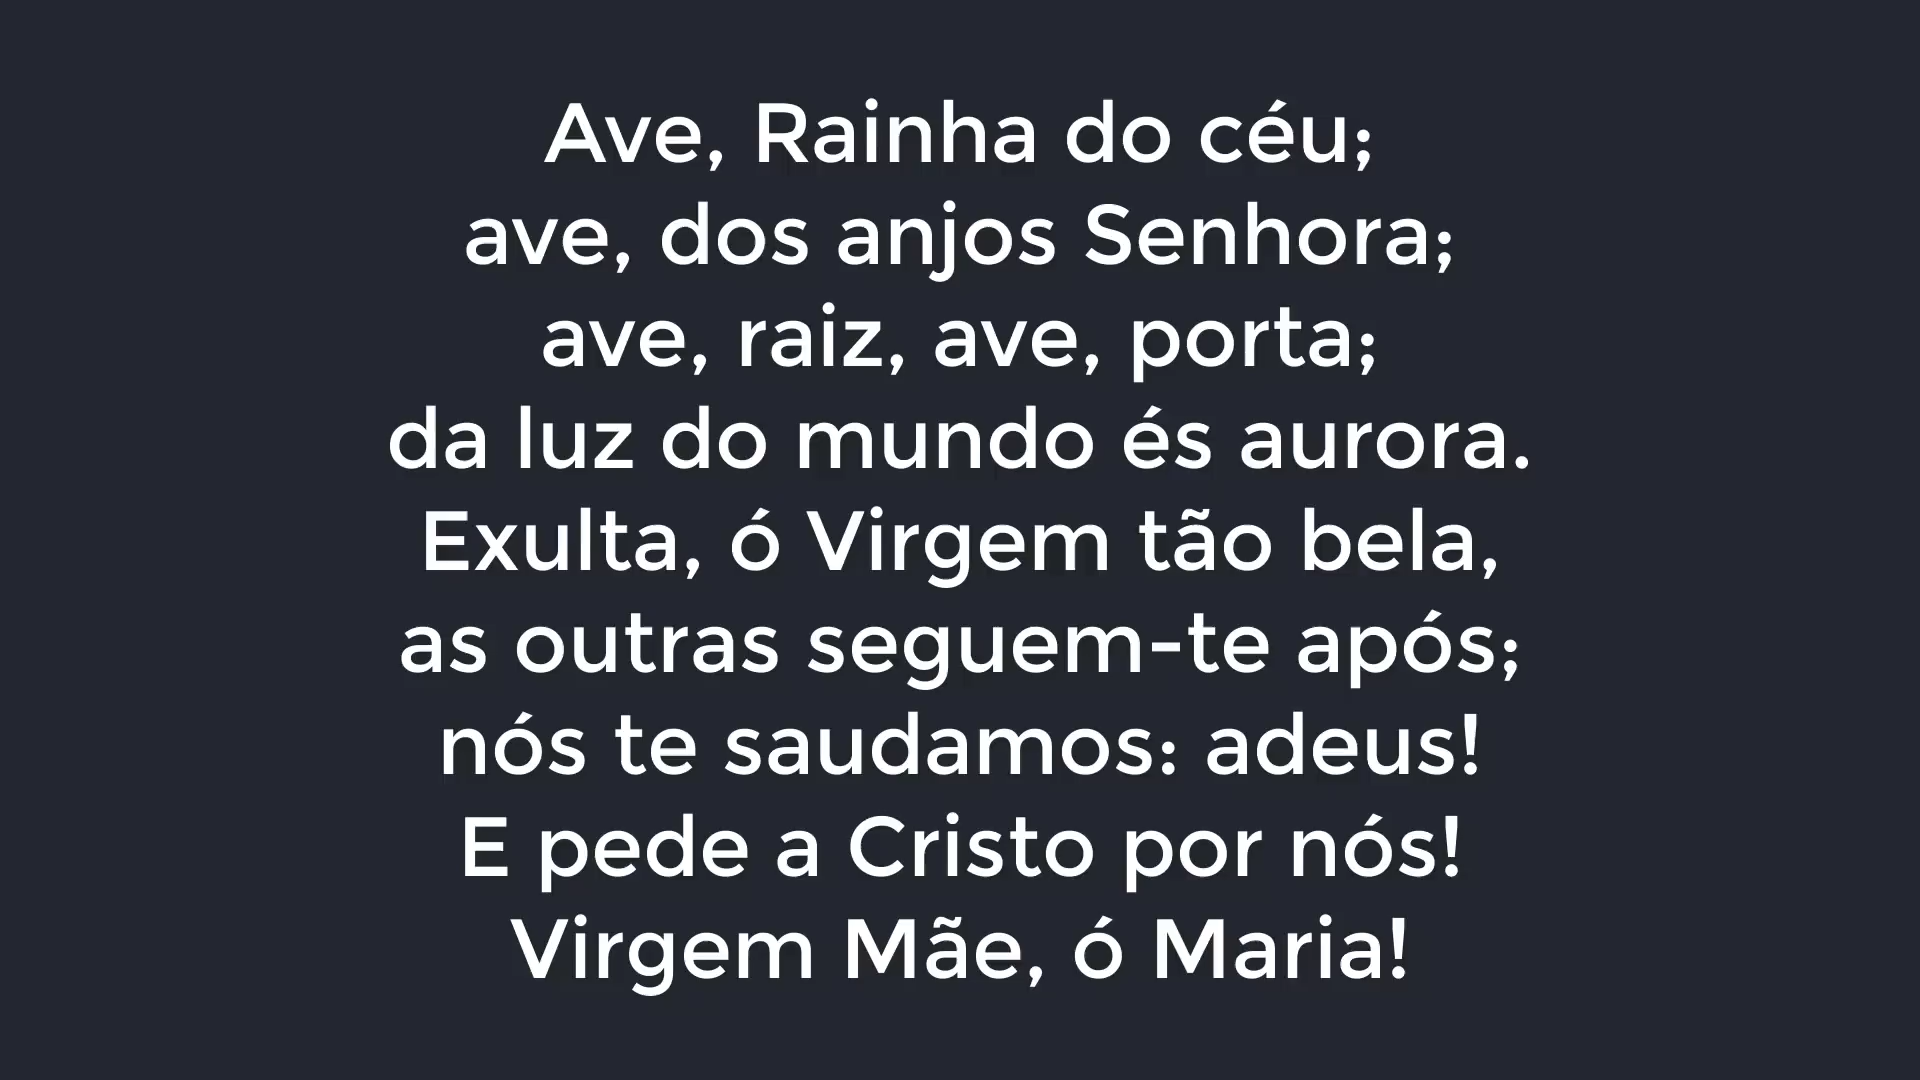 Ave, Rainha do céu;
ave, dos anjos Senhora;
ave, raiz, ave, porta;
da luz do mundo és aurora.
Exulta, ó Virgem tão bela,
as outras seguem-te após;
nós te saudamos: adeus!
E pede a Cristo por nós!
Virgem Mãe, ó Maria!